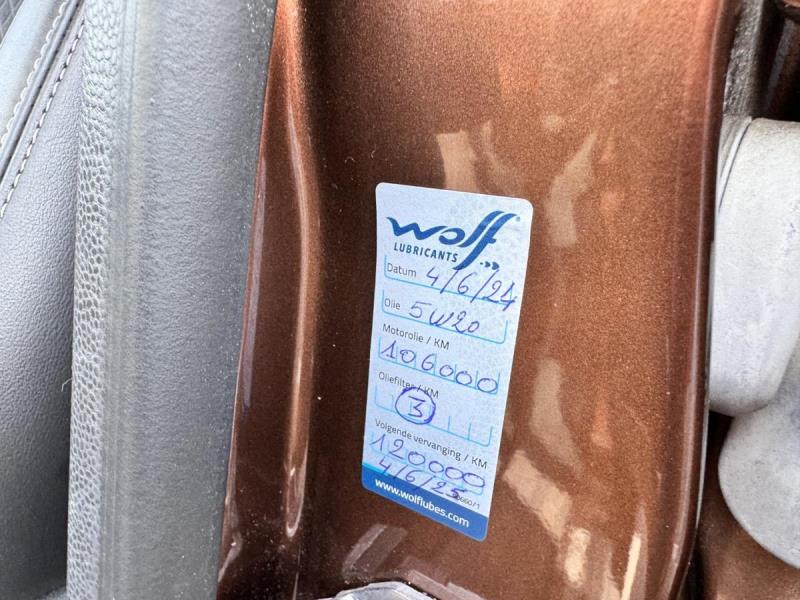 wolf
LUBRICANTS
Datum 4/6/24
Olie 5W20
Motorolie / KM
106000
Oliefilter / KM
3
Volgende vervanging / KM
120000
4/6/25
www.wolflubes.com